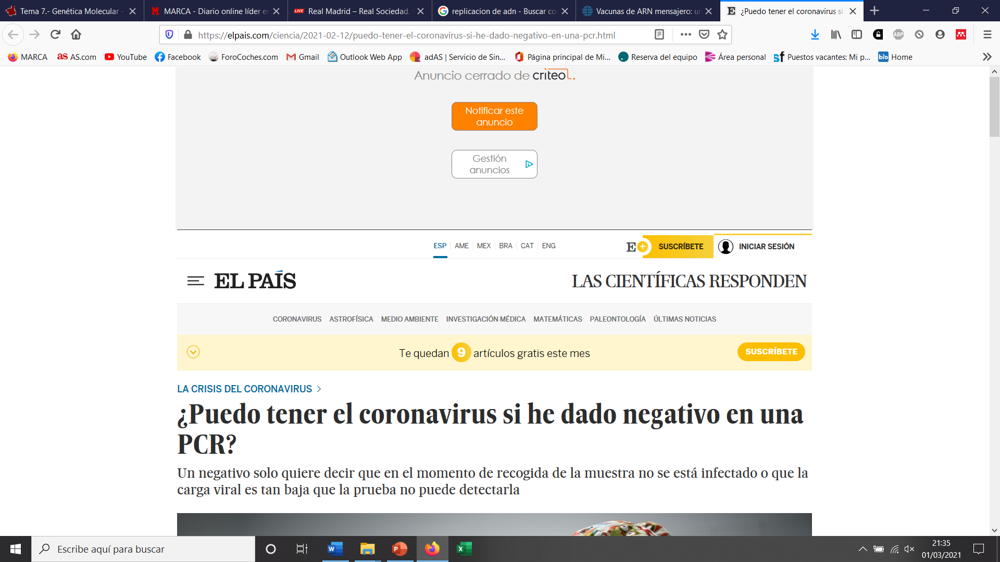 Tema 7.- Genética Molecular -
MARCA - Diario online líder en
LIVE Real Madrid – Real Sociedad.
replicacion de adn - Buscar co
Vacunas de ARN mensajero: un
¿Puedo tener el coronavirus si
https://elpais.com/ciencia/2021-02-12/puedo-tener-el-coronavirus-si-he-dado-negativo-en-una-pcr.html
ABP
MARCA
as AS.com
YouTube
Facebook
ForoCoches.com
Gmail
Outlook Web App
adAS | Servicio de Sin...
Página principal de Mi...
Reserva del equipo
Área personal
sf Puestos vacantes: Mi p...
bio Home
Anuncio cerrado de criteo.
Notificar este
anuncio
Gestión
anuncios
ESP AME MEX BRA CAT ENG
E+ SUSCRÍBETE
INICIAR SESIÓN
EL PAÍS
LAS CIENTÍFICAS RESPONDEN
CORONAVIRUS ASTROFÍSICA MEDIO AMBIENTE INVESTIGACIÓN MÉDICA MATEMÁTICAS PALEONTOLOGÍA ÚLTIMAS NOTICIAS
Te quedan 9 artículos gratis este mes
SUSCRÍBETE
LA CRISIS DEL CORONAVIRUS >
¿Puedo tener el coronavirus si he dado negativo en una
PCR?
Un negativo solo quiere decir que en el momento de recogida de la muestra no se está infectado o que la
carga viral es tan baja que la prueba no puede detectarla
Escribe aquí para buscar
21:35
01/03/2021